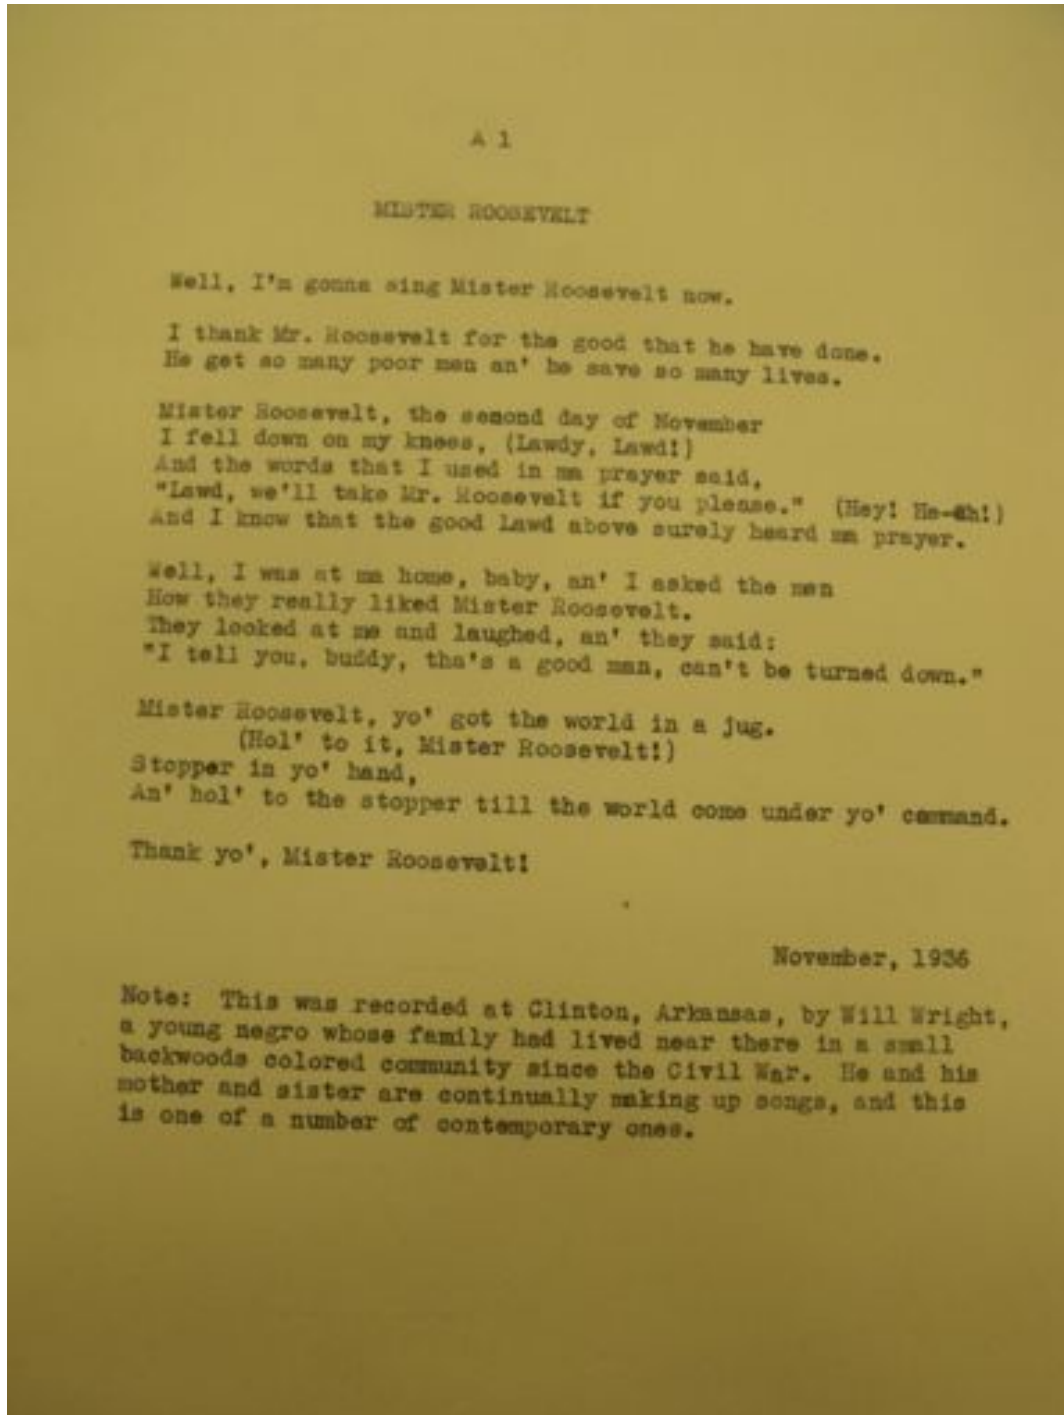 A 1
MISTER ROOSEVELT
Well, I'm gonna sing Mister Roosevelt now.
I thank Mr. Roosevelt for the good that he have done.
He get so many poor men an' he save so many lives.
Mister Roosevelt, the second day of November
I fell down on my knees, (Lawdy, Lawd!)
And the words that I used in ma prayer said,
"Lawd, we'll take Mr. Roosevelt if you please." (Hey! He-ah!)
And I know that the good Lawd above surely heard ma prayer.
Well, I was at ma home, baby, an' I asked the men
How they really liked Mister Roosevelt.
They looked at me and laughed, an' they said:
"I tell you, buddy, tha's a good man, can't be turned down."
Mister Roosevelt, yo' got the world in a jug.
(Hol' to it, Mister Roosevelt!)
Stopper in yo' hand,
An' hol' to the stopper till the world come under yo' command.
Thank yo', Mister Roosevelt!
November, 1936
Note: This was recorded at Clinton, Arkansas, by Will Wright,
a young negro whose family had lived near there in a small
backwoods colored community since the Civil War. He and his
mother and sister are continually making up songs, and this
is one of a number of contemporary ones.